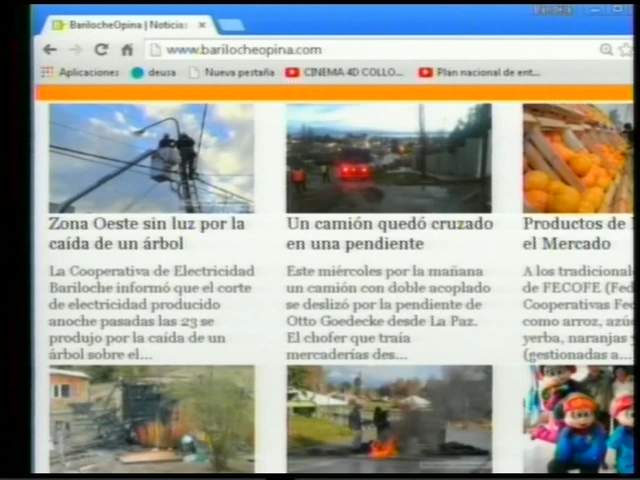 BarilocheOpina | Noticias
www.barilocheopina.com
Aplicaciones
deusa
Nueva pestaña
CINEMA 4D COLLO...
Plan nacional de ent...
Zona Oeste sin luz por la
caída de un árbol
La Cooperativa de Electricidad
Bariloche informó que el corte
de electricidad producido
anoche pasadas las 23 se
produjo por la caída de un
árbol sobre el...
Un camión quedó cruzado
en una pendiente
Este miércoles por la mañana
un camión con doble acoplado
se deslizó por la pendiente de
Otto Goedecke desde La Paz.
El chofer que traía
mercaderías des...
Productos de
el Mercado
A los tradicional
de FECOFE (Fed
Cooperativas Fe
como arroz, azú
yerba, naranjas y
(gestionadas a...